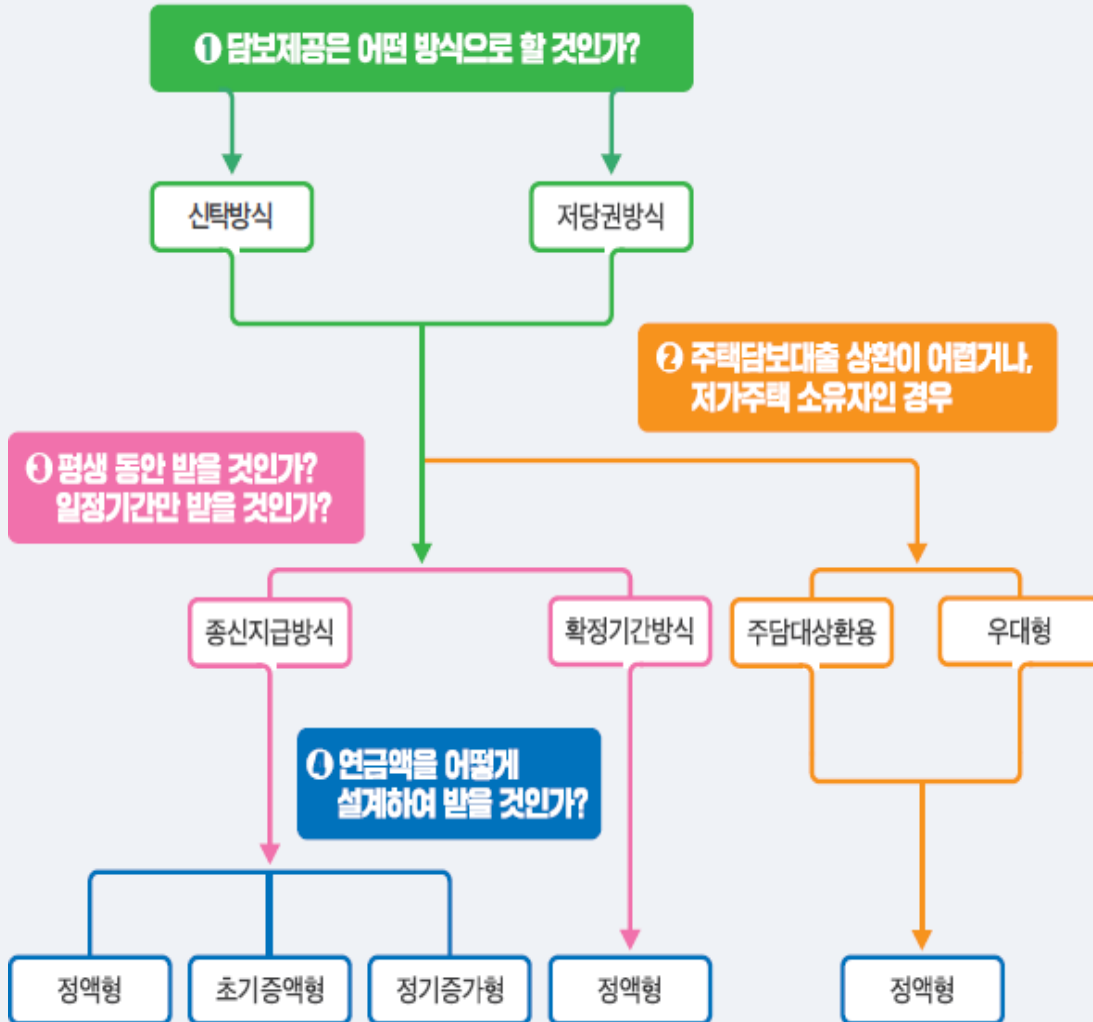 ❶ 담보제공은 어떤 방식으로 할 것인가?
신탁방식
저당권방식
❷ 주택담보대출 상환이 어렵거나,
저가주택 소유자인 경우
❸ 평생 동안 받을 것인가?
일정기간만 받을 것인가?
종신지급방식
확정기간방식
주담대상환용
우대형
❹ 연금액을 어떻게
설계하여 받을 것인가?
정액형
초기증액형
정기증가형
정액형
정액형